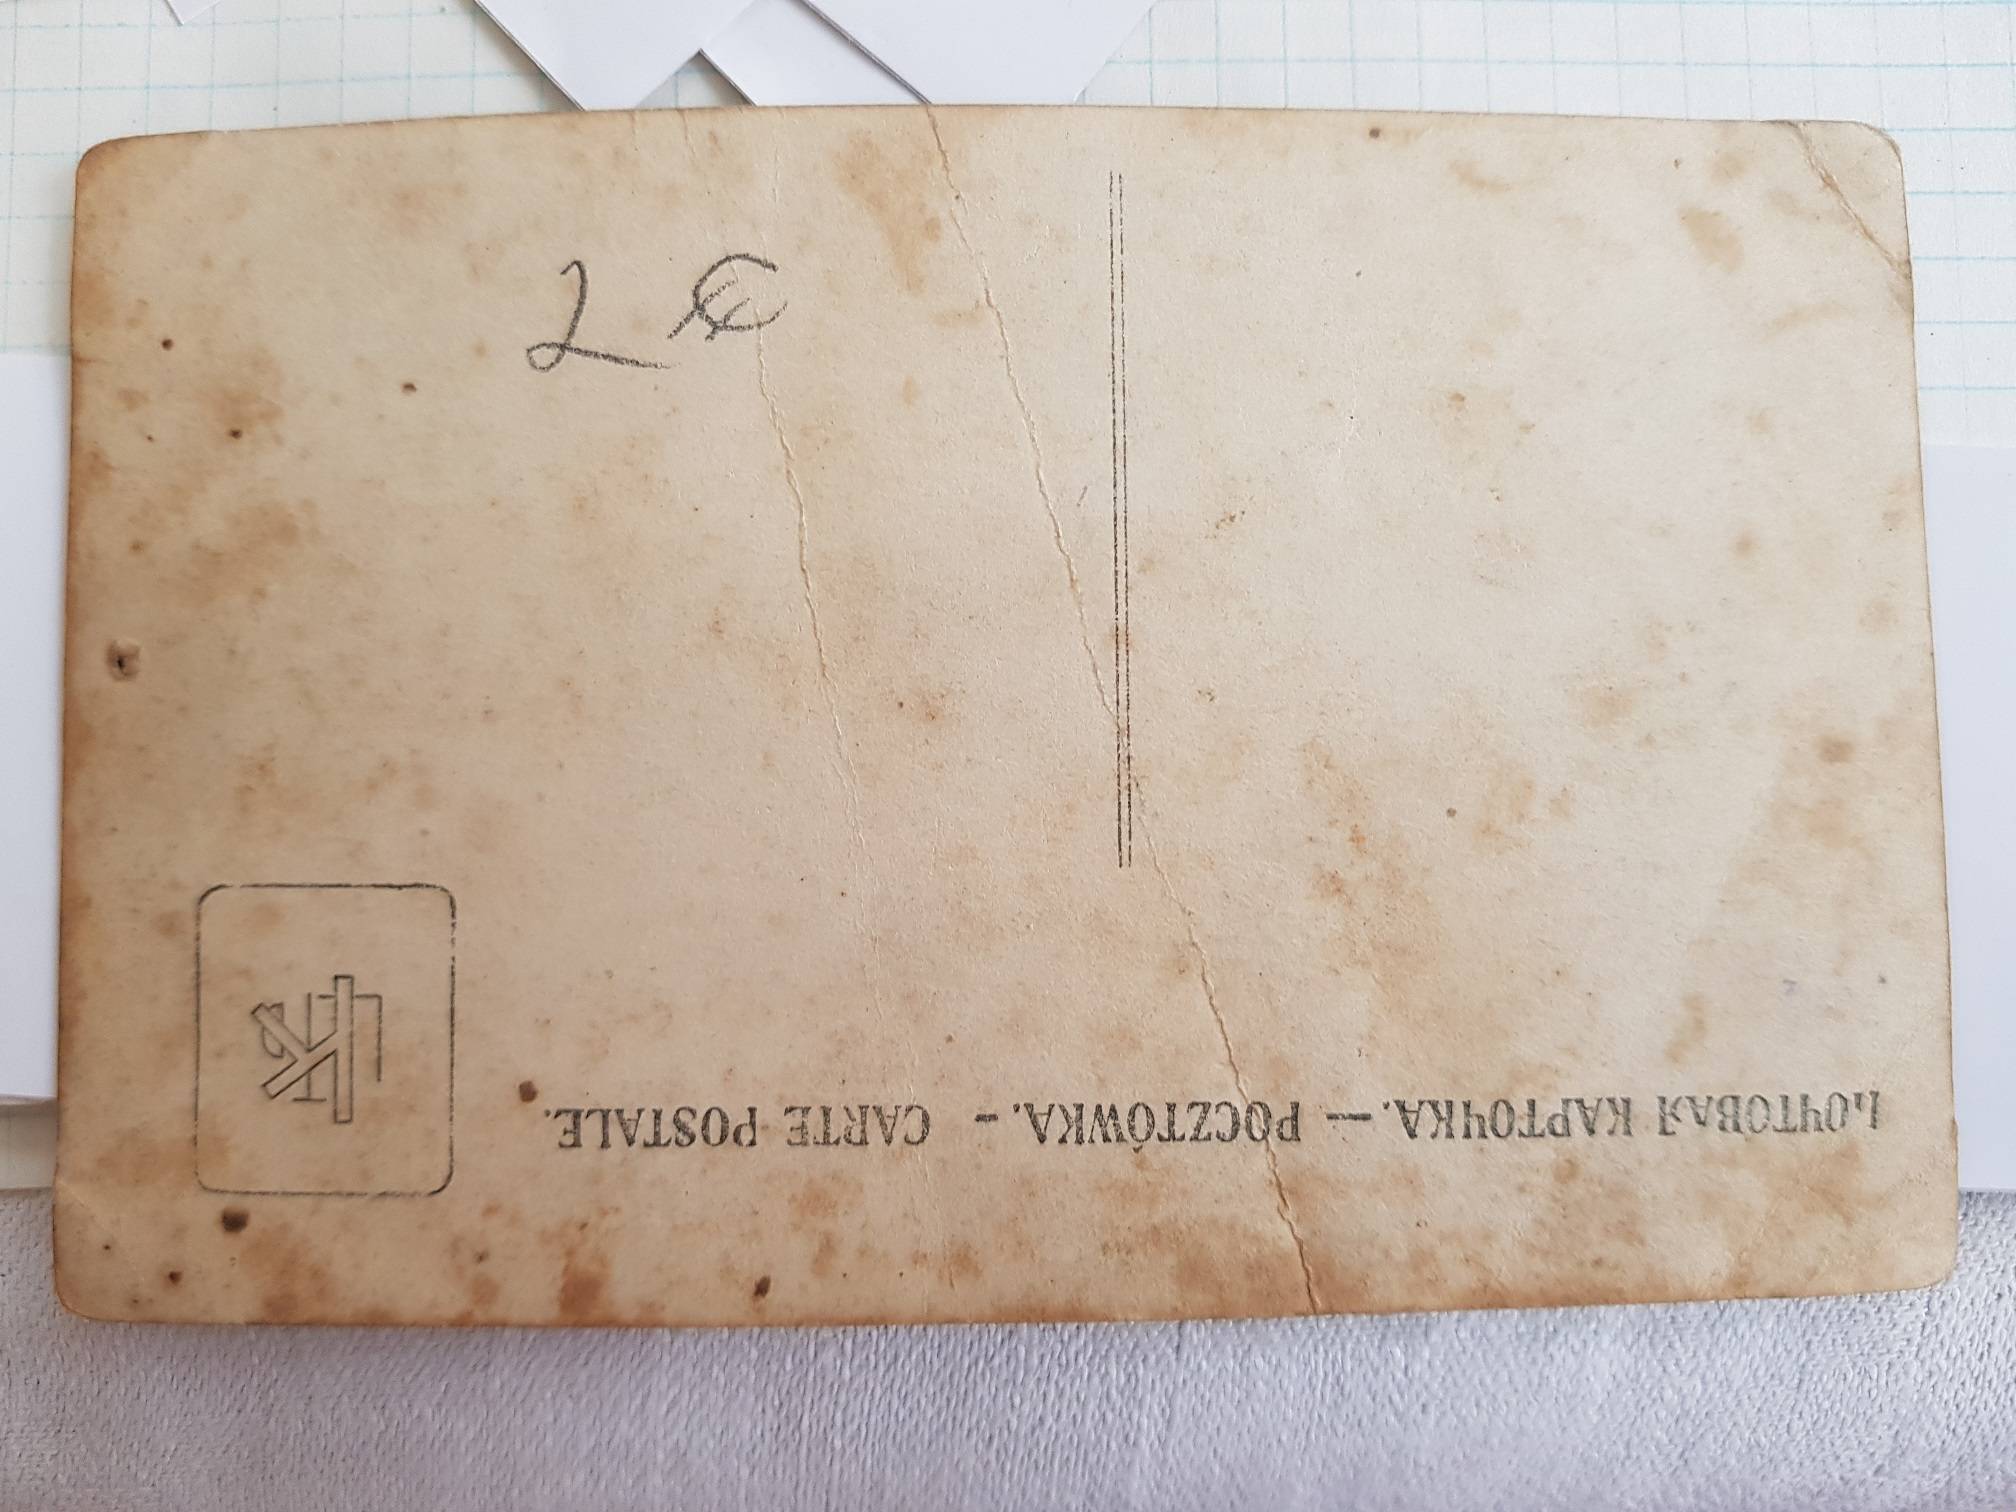 2 €
ПОЧТОВАЯ КАРТОЧКА. — POCZTÓWKA. - CARTE POSTALE.